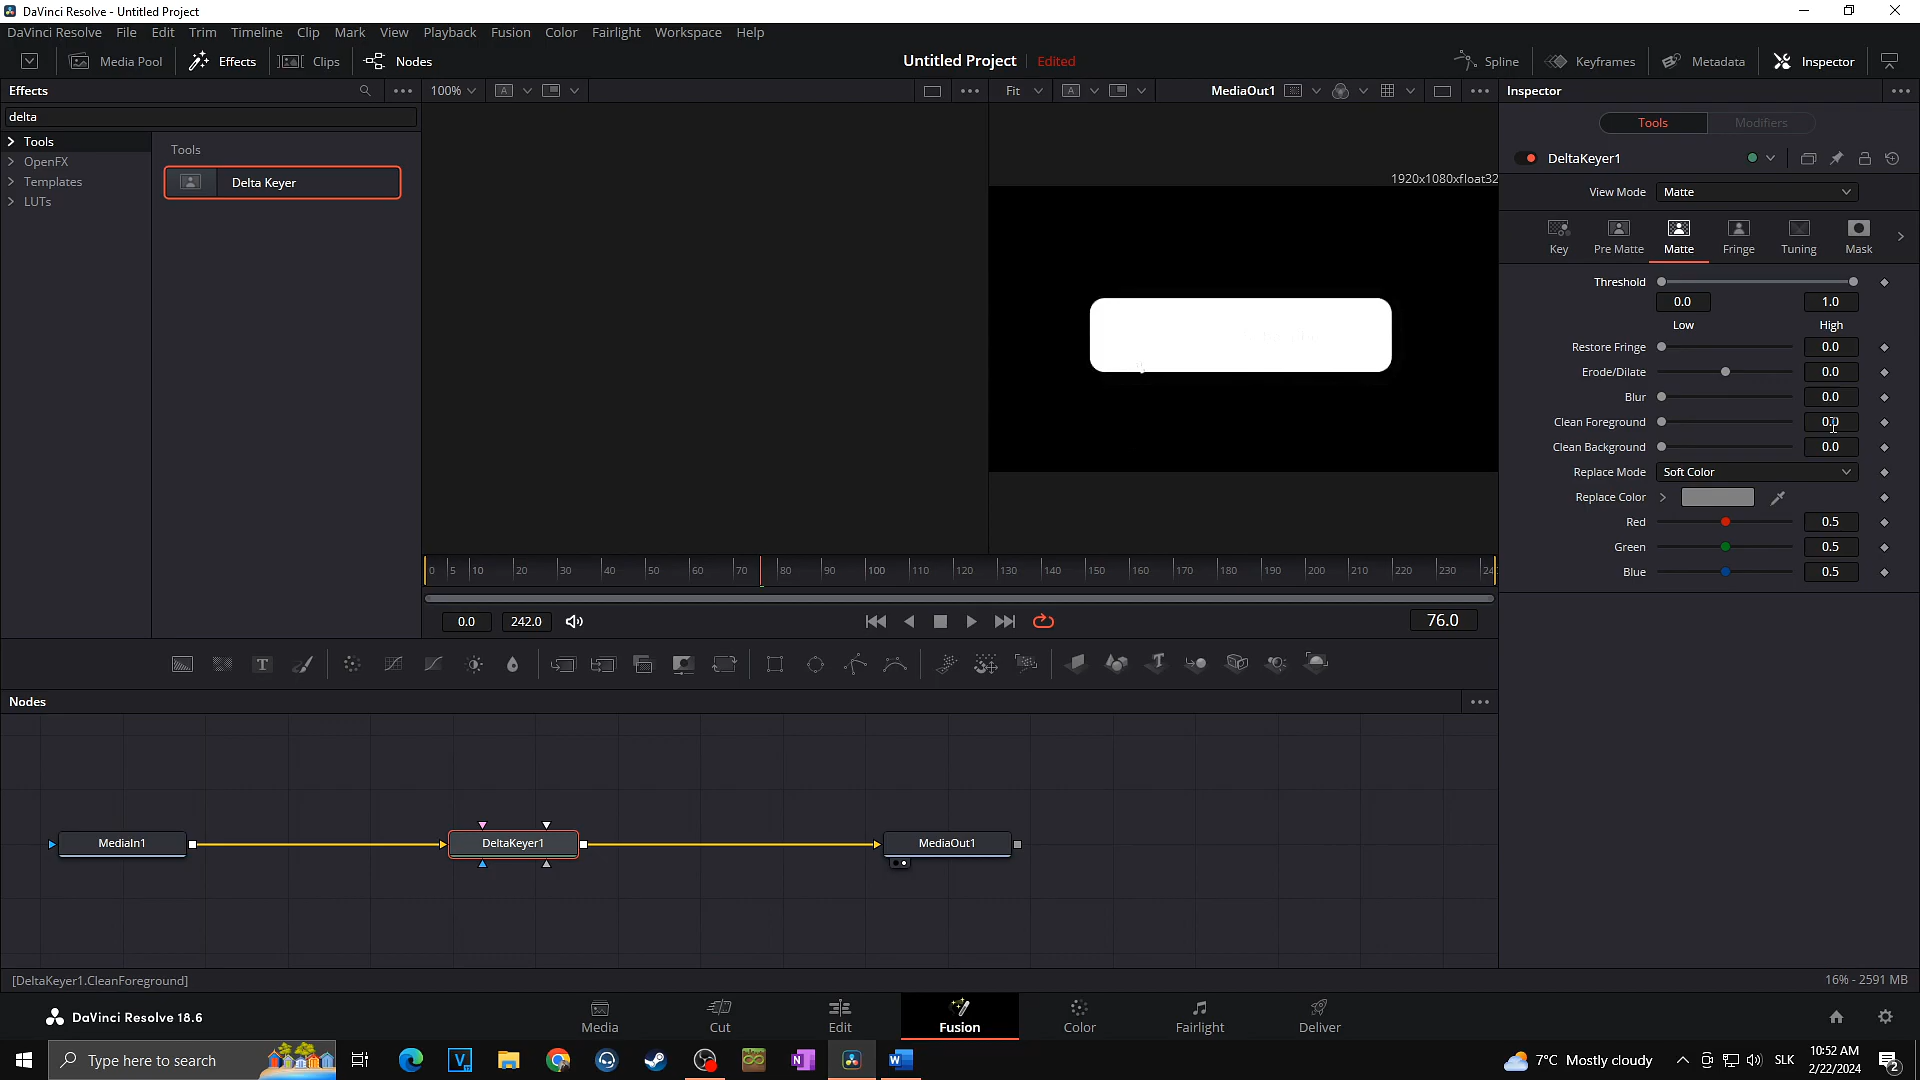 DaVinci Resolve - Untitled Project
DaVinci Resolve File Edit Trim Timeline Clip Mark View Playback Fusion Color Fairlight Workspace Help
Media Pool Effects Clips Nodes Untitled Project Edited Spline Keyframes Metadata Inspector
Effects 100% A Fit A MediaOut1 Inspector
delta
Tools Modifiers
Tools
OpenFX
Templates
LUTs
Tools
Delta Keyer
1920x1080xfloat32
DeltaKeyer1
View Mode Matte
Key Pre Matte Matte Fringe Tuning Mask
Threshold
0.0 1.0
Low High
Restore Fringe 0.0
Erode/Dilate 0.0
Blur 0.0
Clean Foreground 0.0
Clean Background 0.0
Replace Mode Soft Color
Replace Color
Red 0.5
Green 0.5
Blue 0.5
0 5 10 20 30 40 50 60 70 80 90 100 110 120 130 140 150 160 170 180 190 200 210 220 230 24
0.0 242.0 76.0
T T
Nodes
MediaIn1 DeltaKeyer1 MediaOut1
[DeltaKeyer1.CleanForeground] 16% - 2591 MB
DaVinci Resolve 18.6
Media Cut Edit Fusion Color Fairlight Deliver
Type here to search
V N W
7°C Mostly cloudy SLK
10:52 AM
2/22/2024
2